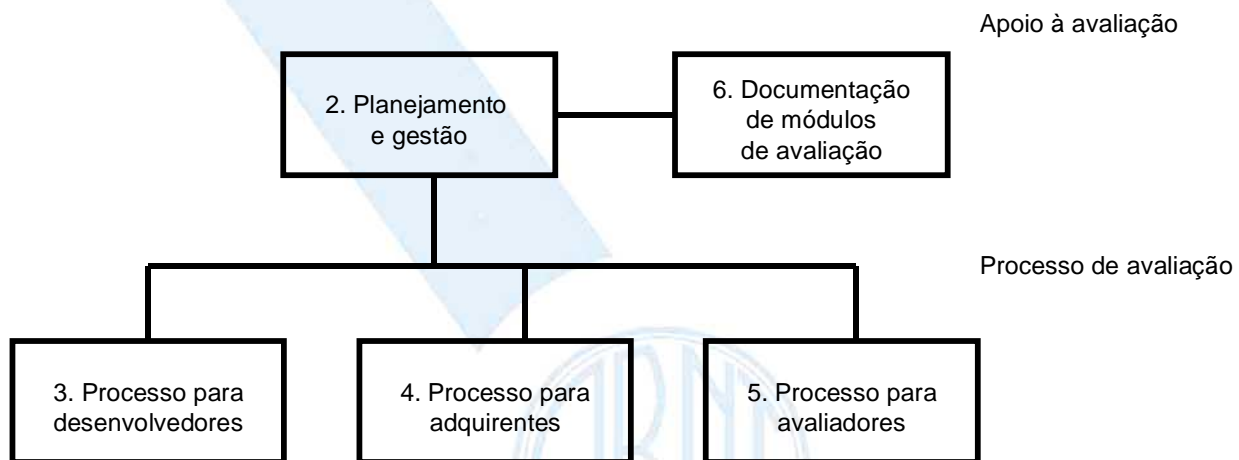 Apoio à avaliação
2. Planejamento
e gestão
6. Documentação
de módulos
de avaliação
Processo de avaliação
3. Processo para
desenvolvedores
4. Processo para
adquirentes
5. Processo para
avaliadores